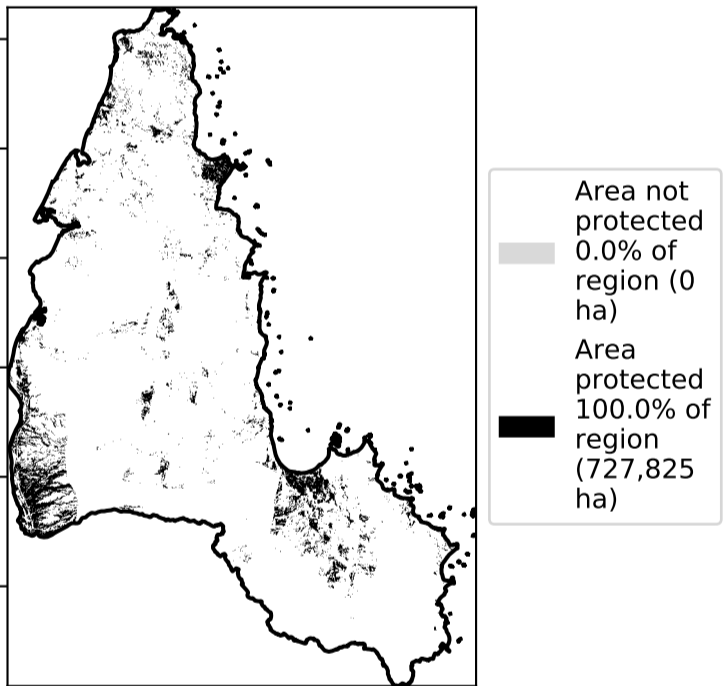 Area not
protected
0.0% of
region (0
ha)
Area
protected
100.0% of
region
(727,825
ha)